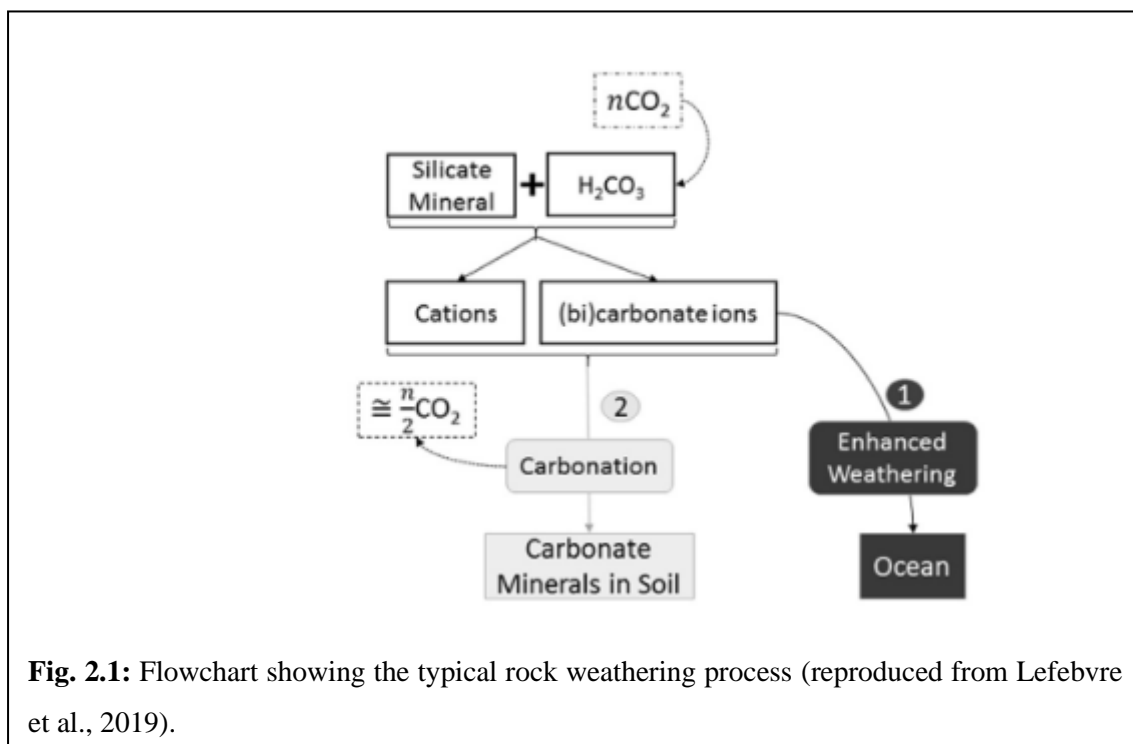 nCO₂
Silicate
Mineral
+
H₂CO₃
Cations
(bi)carbonate ions
≅ n/2 CO₂
2
1
Carbonation
Enhanced
Weathering
Carbonate
Minerals in Soil
Ocean
Fig. 2.1: Flowchart showing the typical rock weathering process (reproduced from Lefebvre
et al., 2019).